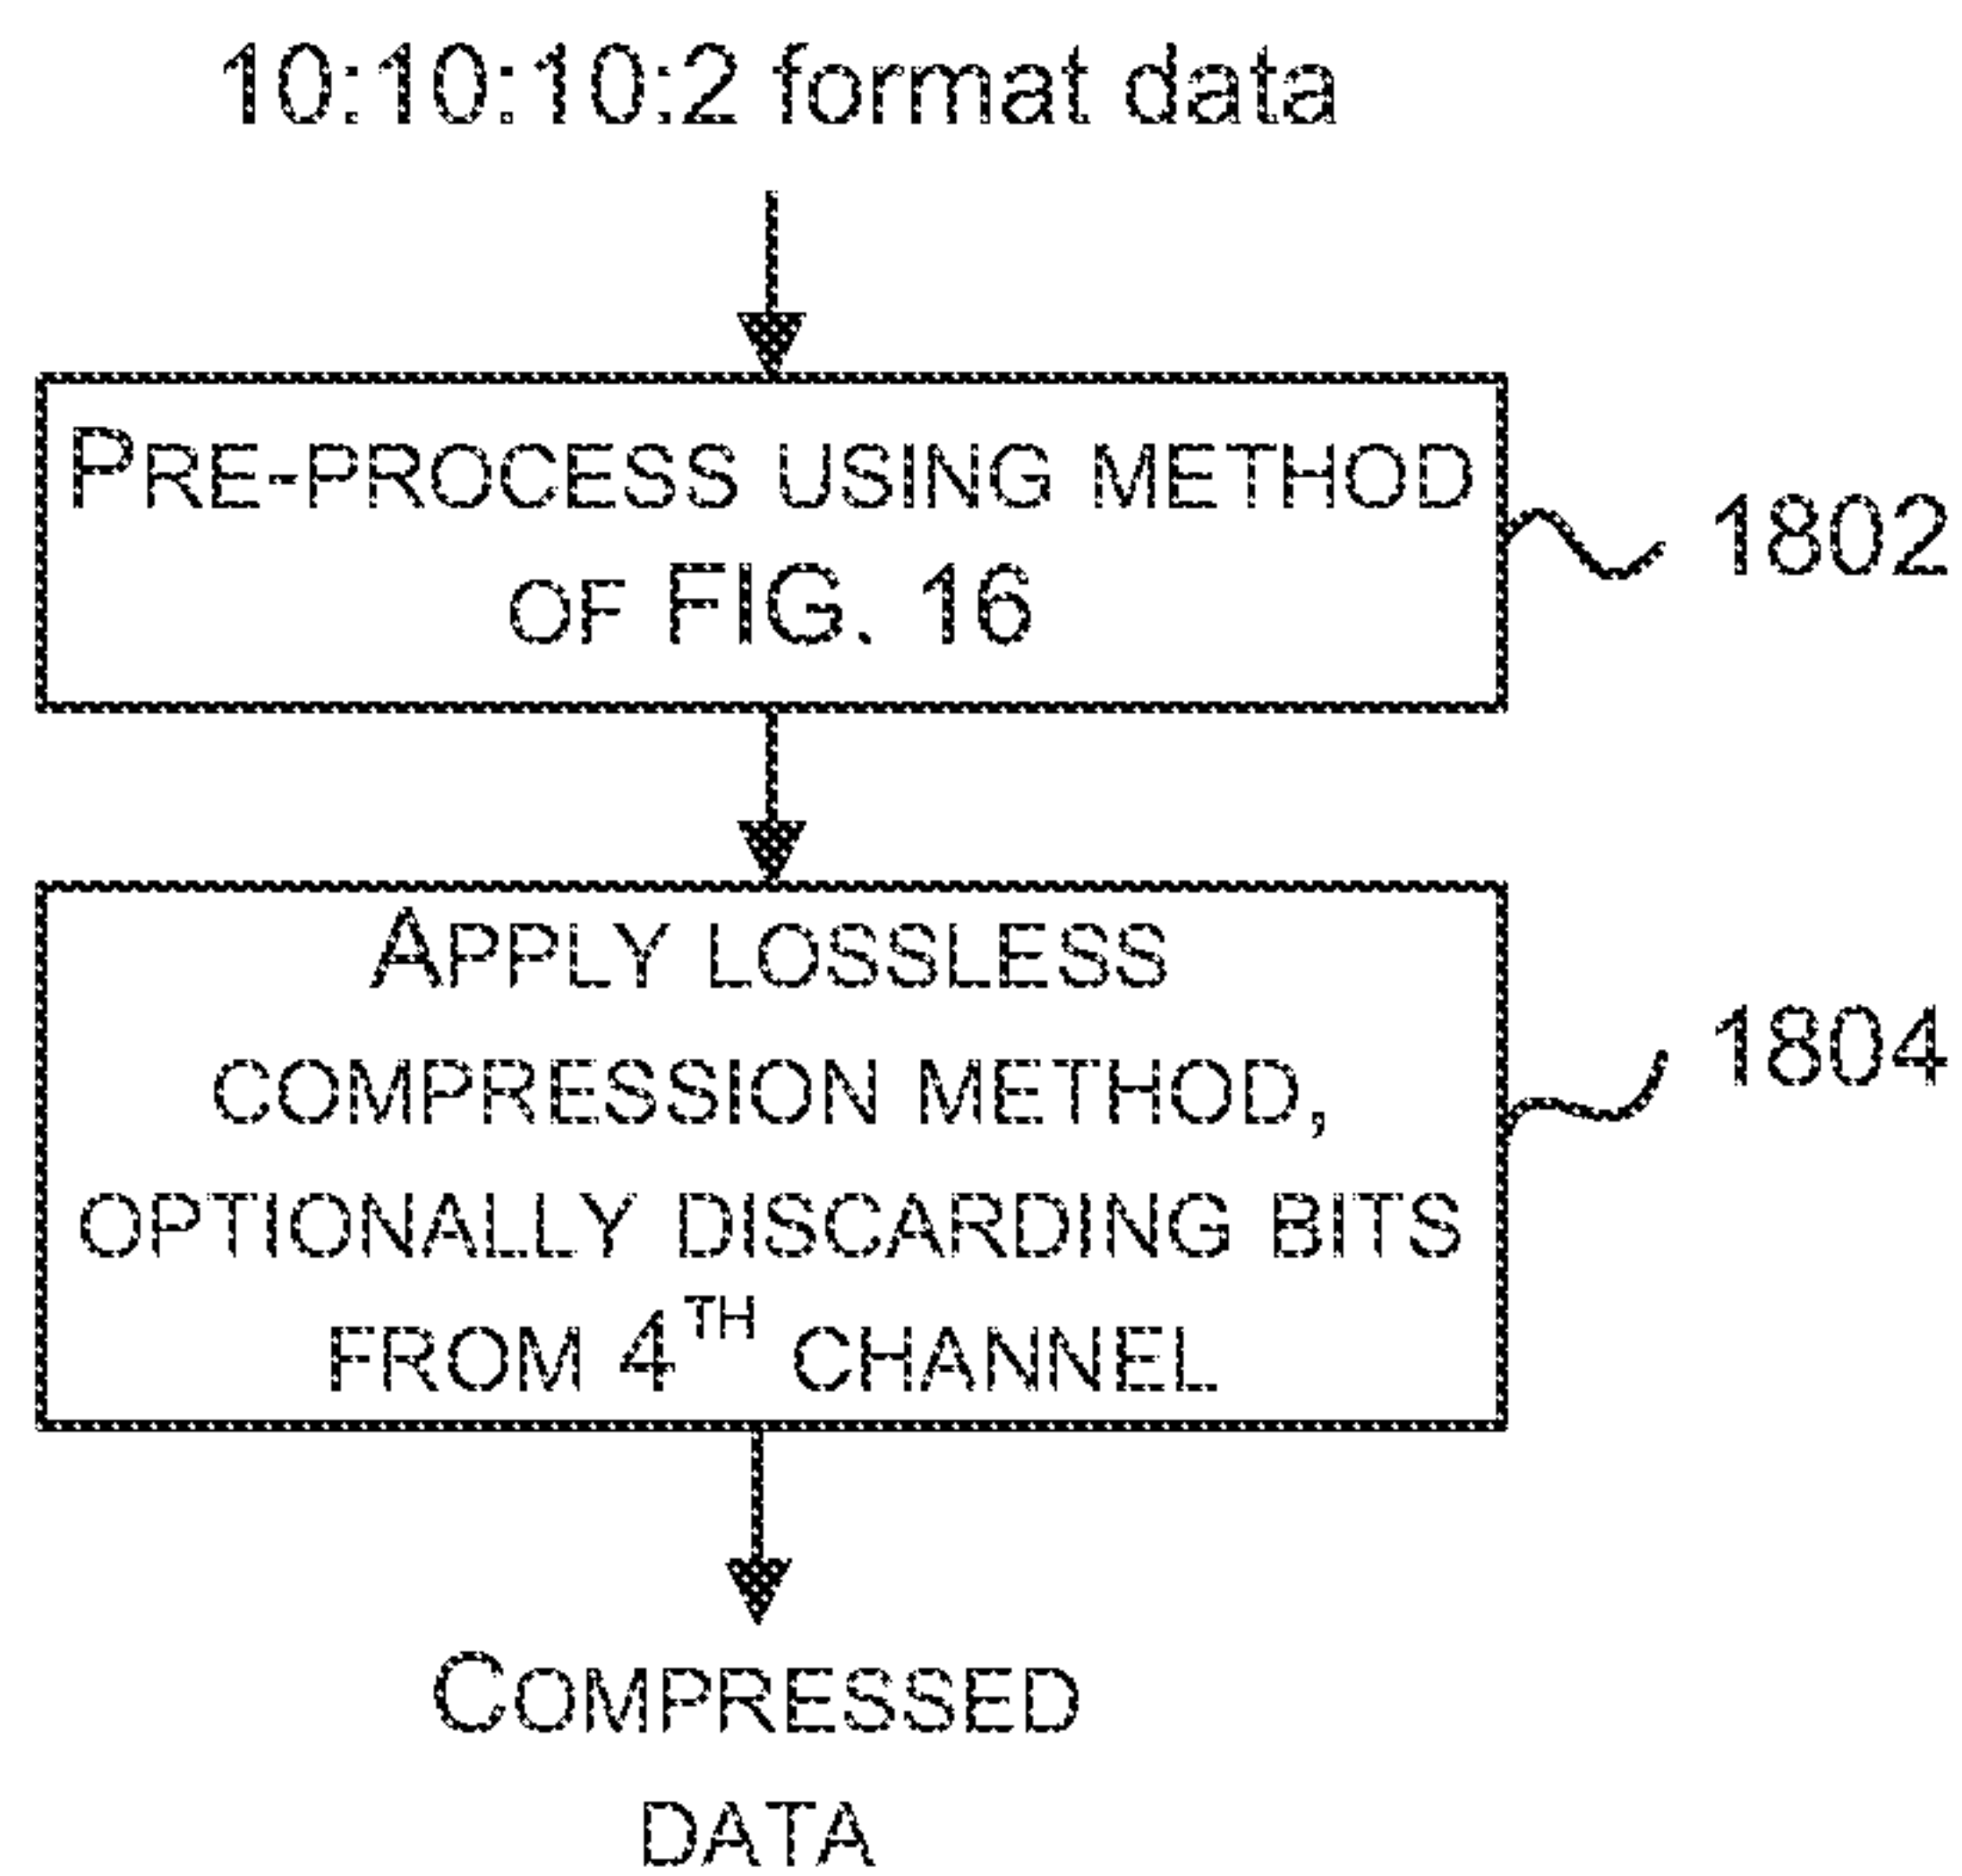 10:10:10:2 format data
PRE-PROCESS USING METHOD
OF FIG. 16
1802
APPLY LOSSLESS
COMPRESSION METHOD,
OPTIONALLY DISCARDING BITS
FROM 4TH CHANNEL
1804
COMPRESSED
DATA